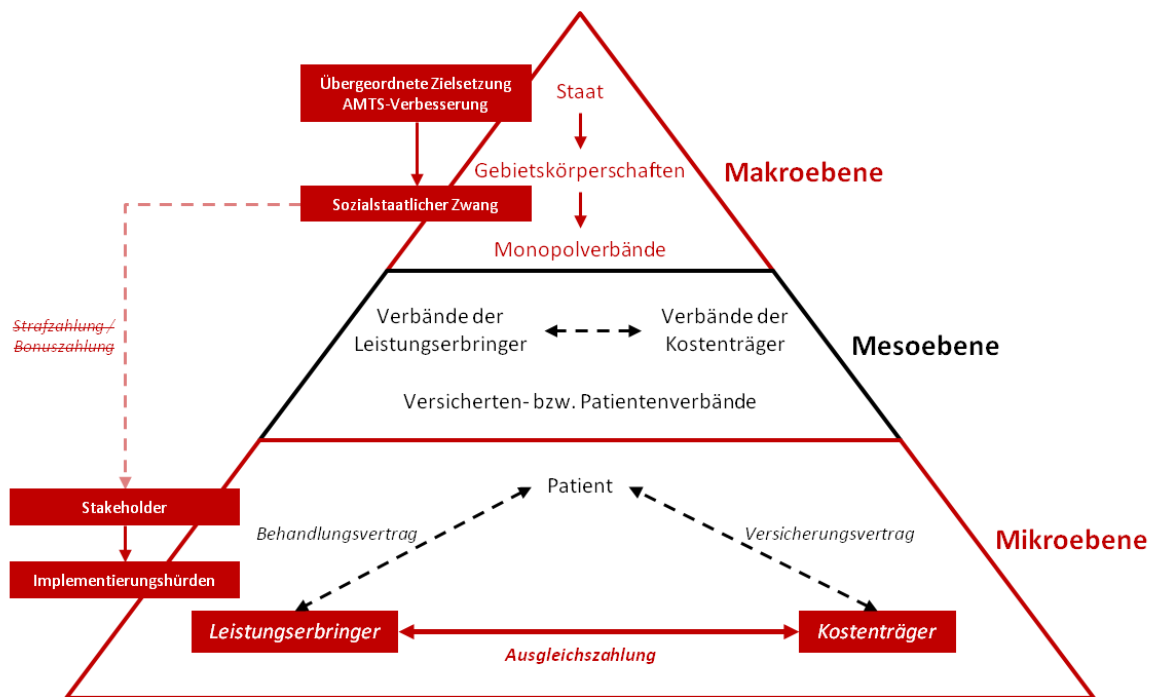 Übergeordnete Zielsetzung
AMTS-Verbesserung
Staat
Gebietskörperschaften
Makroebene
Sozialstaatlicher Zwang
Monopolverbände
Strafzahlung /
Bonuszahlung
Verbände der
Leistungserbringer
Verbände der
Kostenträger
Mesoebene
Versicherten- bzw. Patientenverbände
Stakeholder
Patient
Behandlungsvertrag
Versicherungsvertrag
Mikroebene
Implementierungshürden
Leistungserbringer
Kostenträger
Ausgleichszahlung